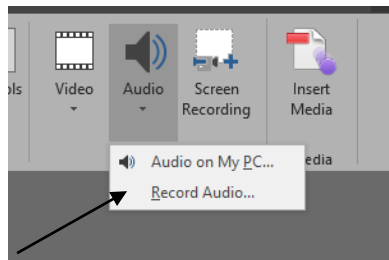 ols
Video
Audio
Screen
Recording
Insert
Media
Audio on My PC...
edia
Record Audio...